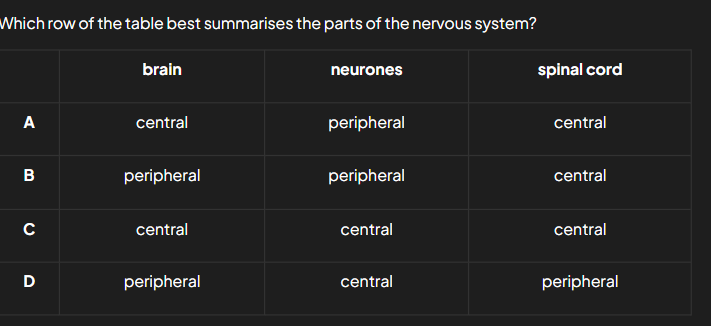 Which row of the table best summarises the parts of the nervous system?
brain neurones spinal cord
A central peripheral central
B peripheral peripheral central
C central central central
D peripheral central peripheral